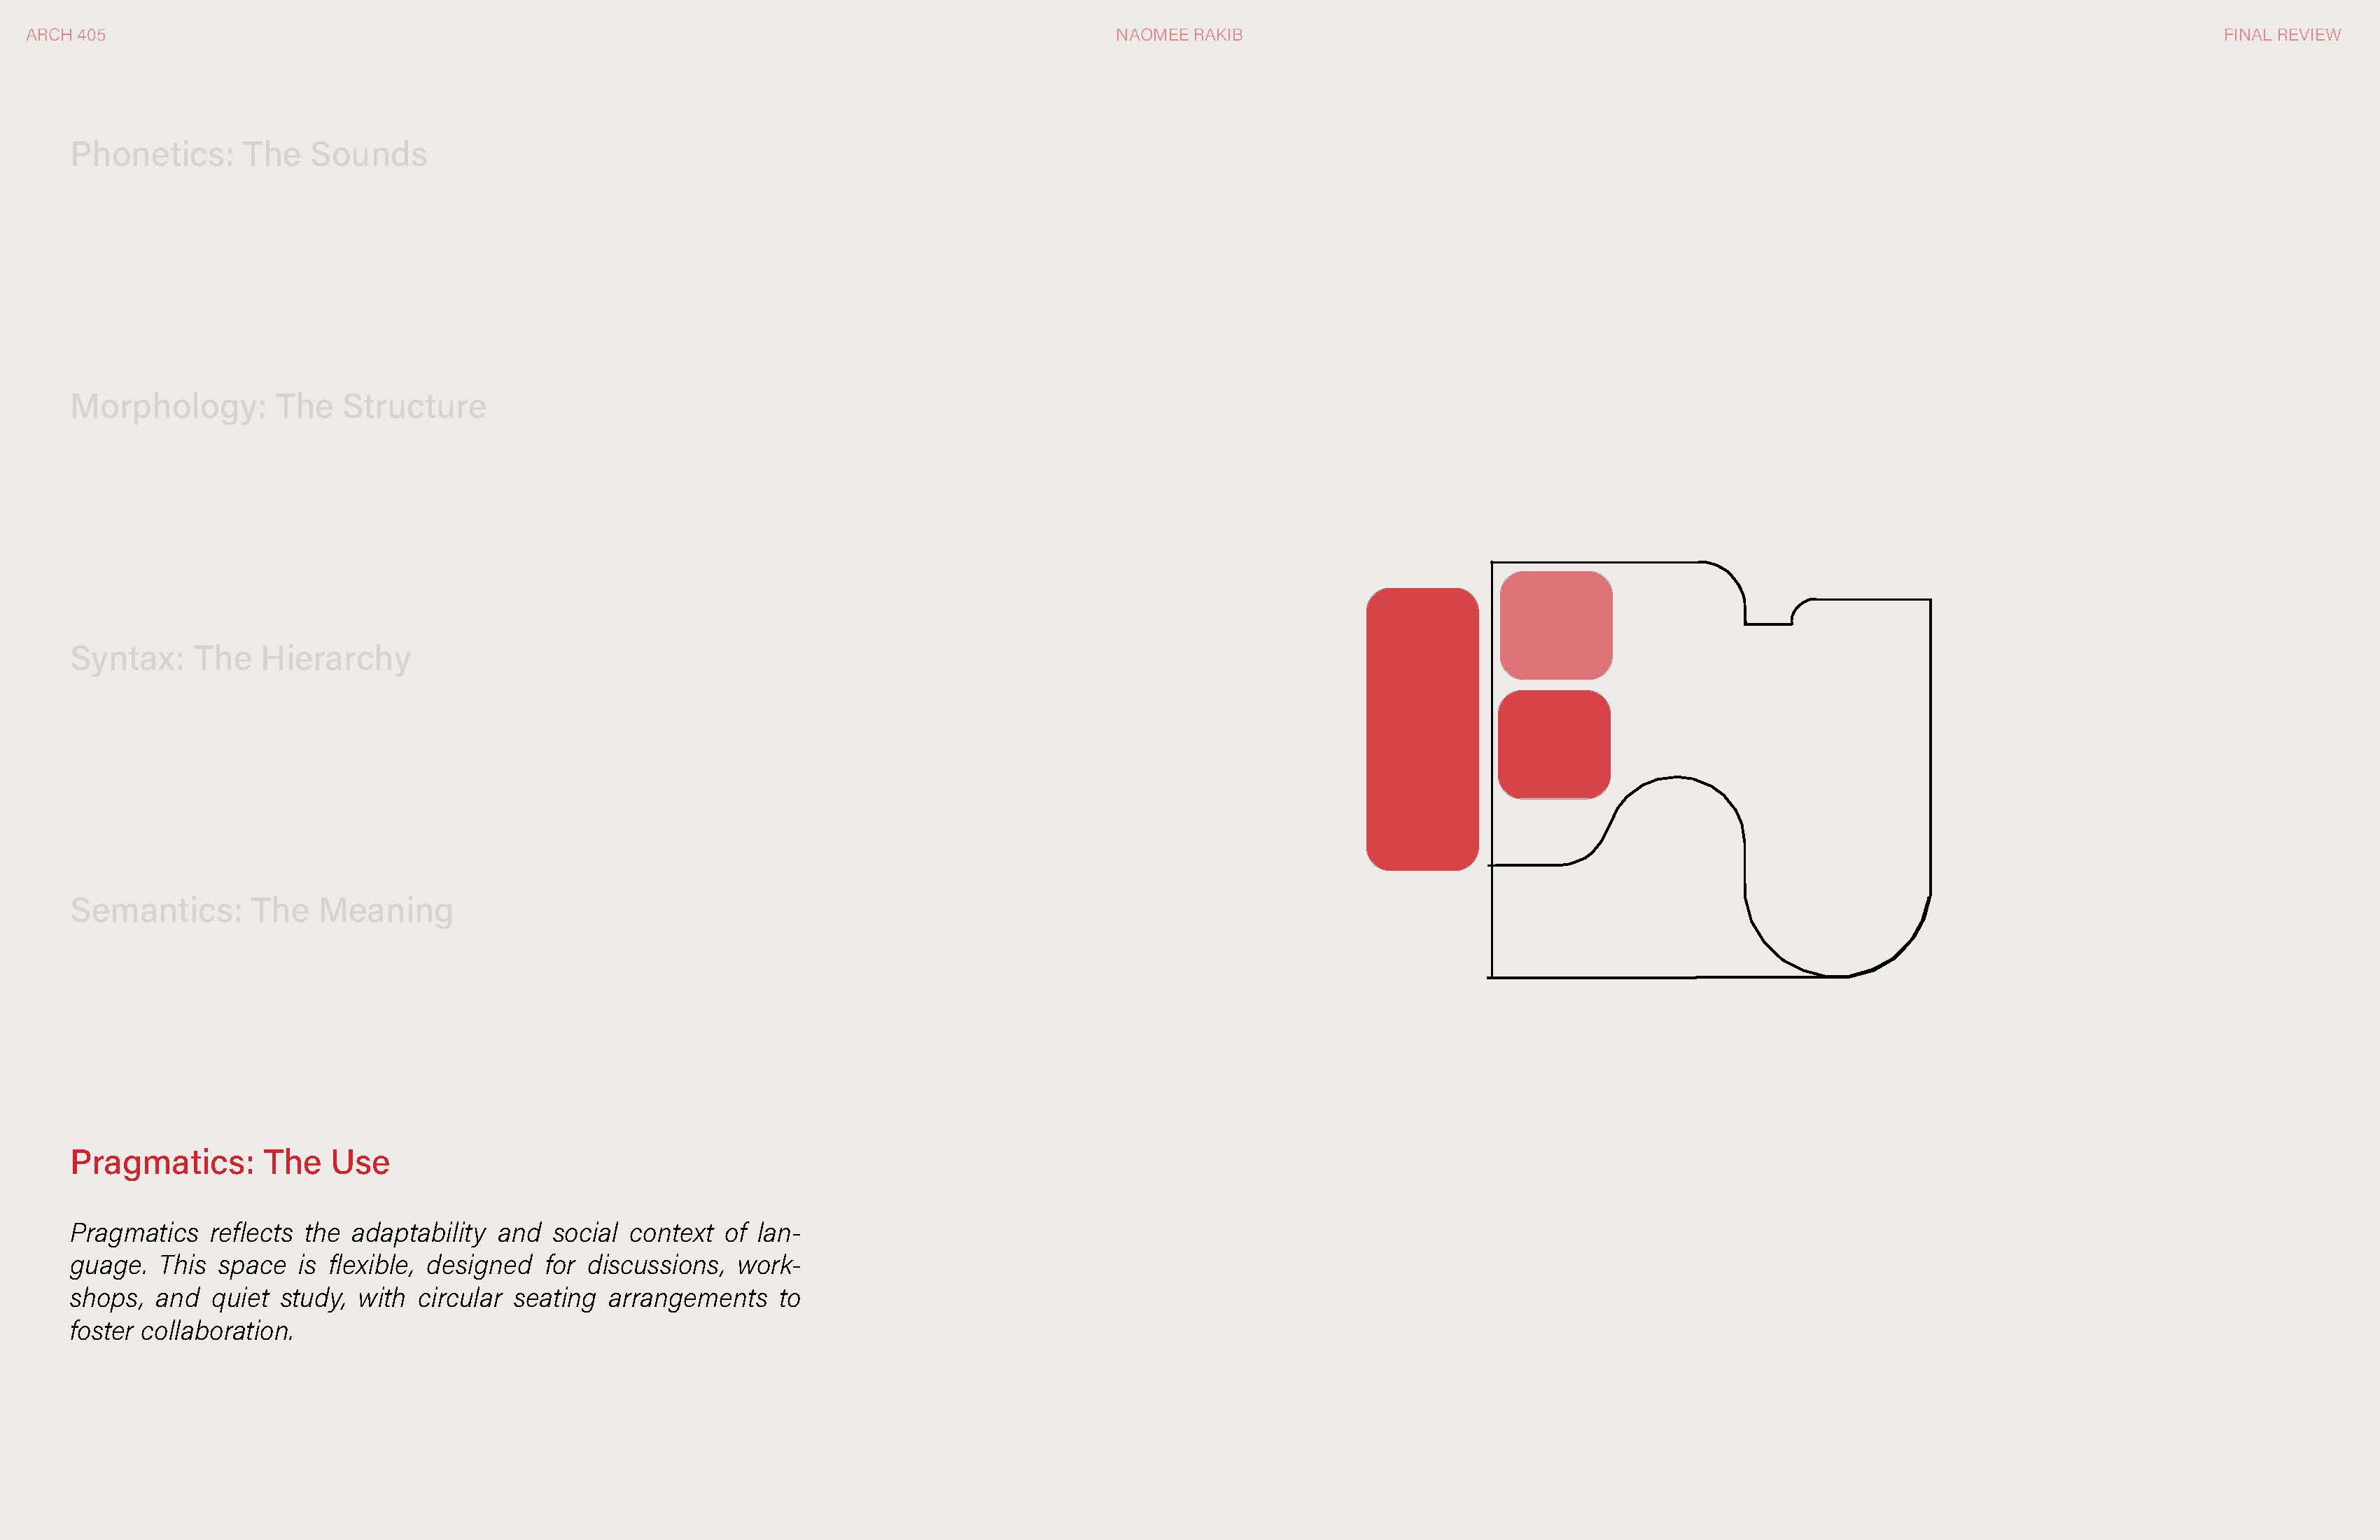 ARCH 405
NAOMEE RAKIB
FINAL REVIEW
Phonetics: The Sounds
Morphology: The Structure
Syntax: The Hierarchy
Semantics: The Meaning
Pragmatics: The Use
Pragmatics reflects the adaptability and social context of lan-
guage. This space is flexible, designed for discussions, work-
shops, and quiet study, with circular seating arrangements to
foster collaboration.